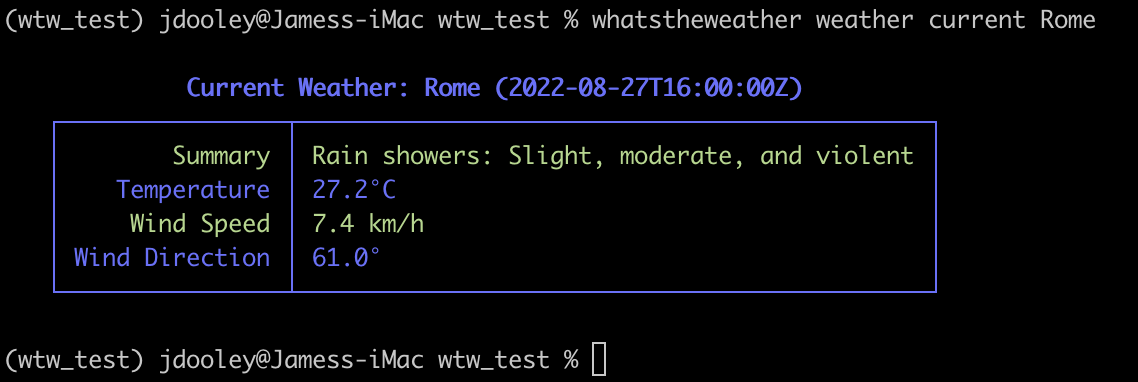 (wtw_test) jdooley@Jamess-iMac wtw_test % whatstheweather weather current Rome
Current Weather: Rome (2022-08-27T16:00:00Z)
Summary Rain showers: Slight, moderate, and violent
Temperature 27.2°C
Wind Speed 7.4 km/h
Wind Direction 61.0°
(wtw_test) jdooley@Jamess-iMac wtw_test %